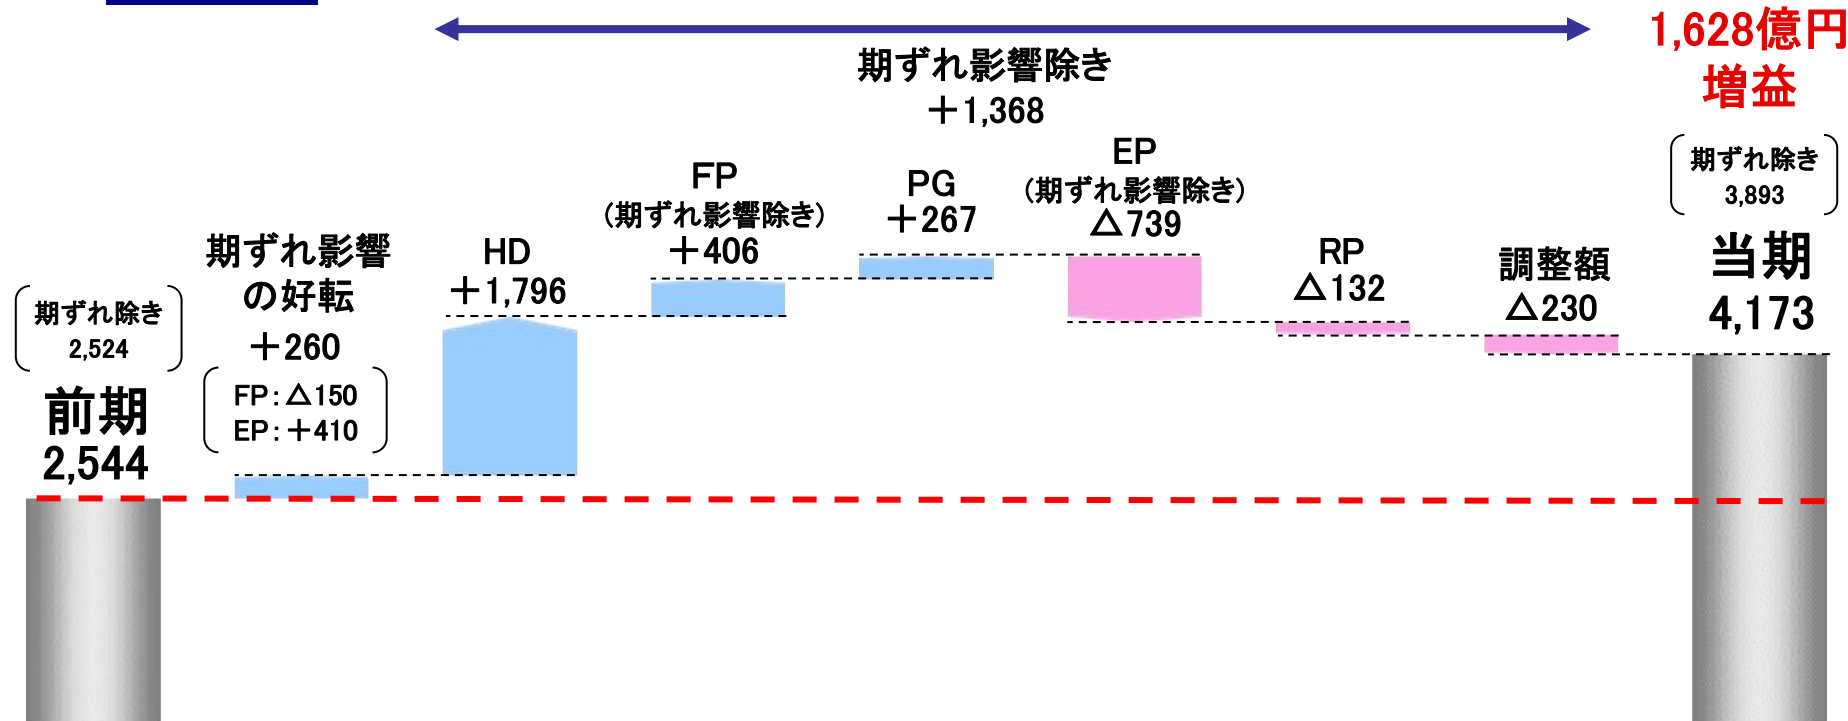 1,628億円
増益
期ずれ影響除き
＋1,368
期ずれ除き
2,524
前期
2,544
期ずれ影響
の好転
＋260
FP：△150
EP：＋410
HD
＋1,796
FP
（期ずれ影響除き）
＋406
PG
＋267
EP
（期ずれ影響除き）
△739
RP
△132
調整額
△230
期ずれ除き
3,893
当期
4,173